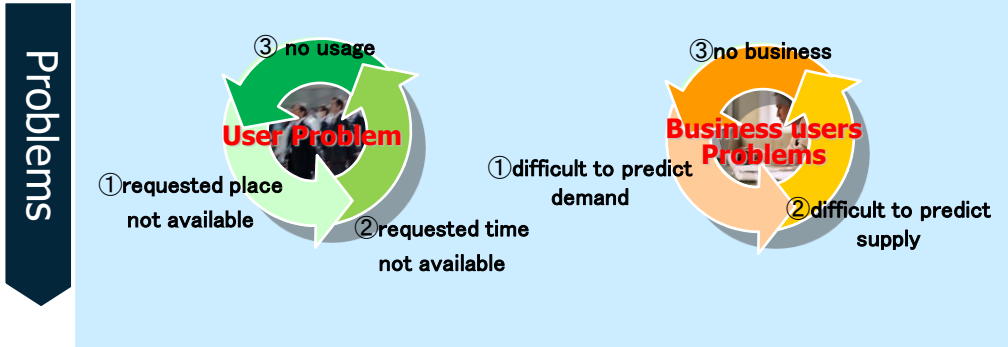 Problems
③ no usage
User Problem
①requested place
not available
②requested time
not available
③no business
Business users
Problems
①difficult to predict
demand
②difficult to predict
supply